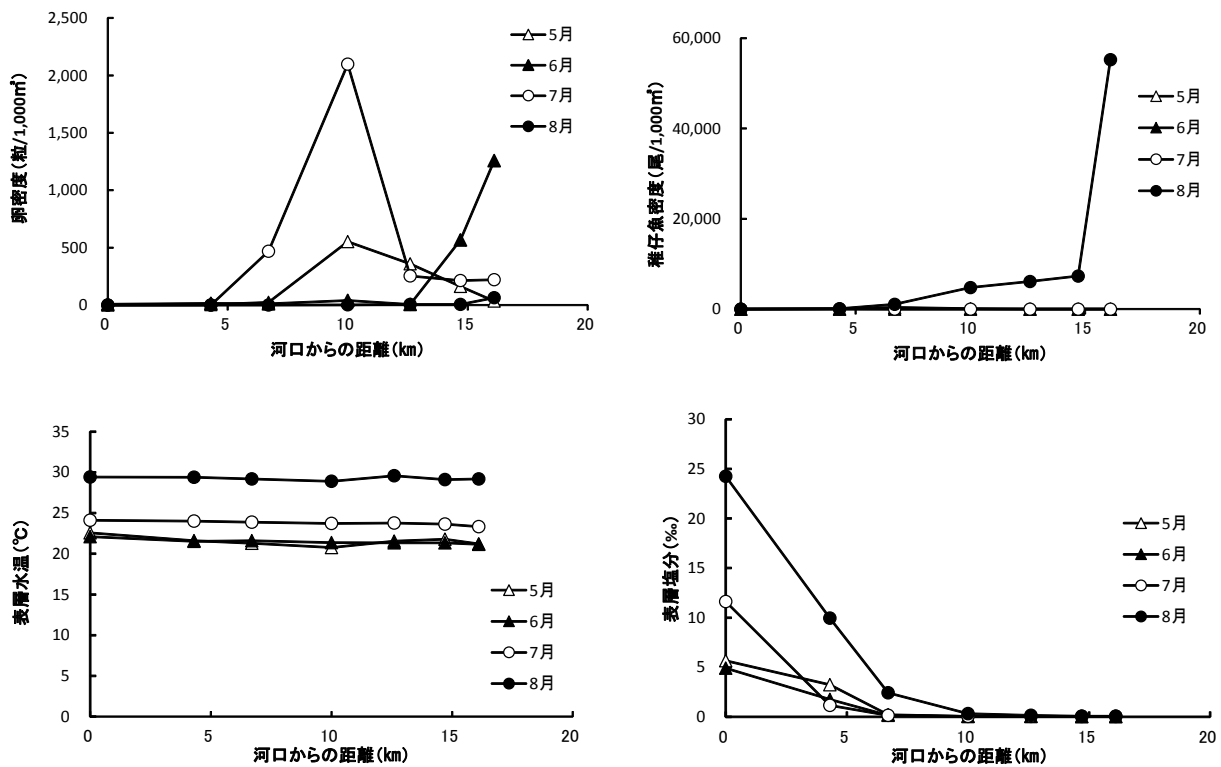 2,500
2,000
1,500
1,000
500
0
0
5
10
15
20
卵密度(粒/1,000㎥)
河口からの距離(㎞)
5月
6月
7月
8月
60,000
40,000
20,000
0
0
5
10
15
20
稚仔魚密度(尾/1,000㎥)
河口からの距離(㎞)
5月
6月
7月
8月
35
30
25
20
15
10
5
0
0
5
10
15
20
表層水温(℃)
河口からの距離(㎞)
5月
6月
7月
8月
30
25
20
15
10
5
0
0
5
10
15
20
表層塩分(‰)
河口からの距離(㎞)
5月
6月
7月
8月